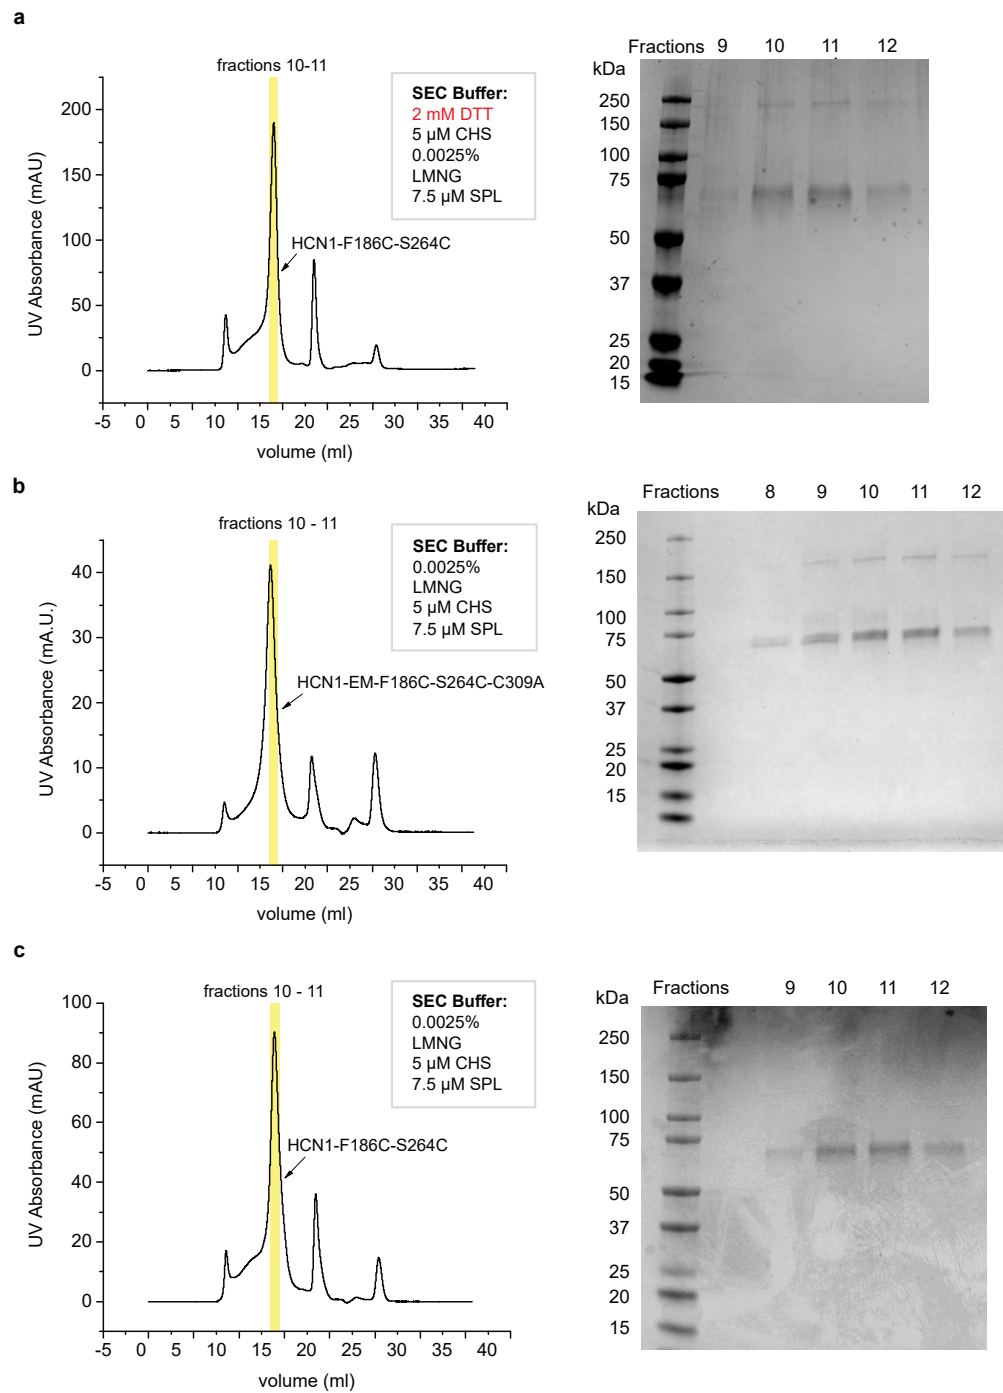 a
fractions 10-11
SEC Buffer:
2 mM DTT
5 µM CHS
0.0025%
LMNG
7.5 µM SPL
HCN1-F186C-S264C
UV Absorbance (mAU)
200
150
100
50
0
-5 0 5 10 15 20 25 30 35 40
volume (ml)
Fractions 9 10 11 12
kDa
250
150
100
75
50
37
25
20
15
b
fractions 10 - 11
SEC Buffer:
0.0025%
LMNG
5 µM CHS
7.5 µM SPL
HCN1-EM-F186C-S264C-C309A
UV Absorbance (m.A.U.)
40
30
20
10
0
-5 0 5 10 15 20 25 30 35 40
volume (ml)
Fractions 8 9 10 11 12
kDa
250
150
100
75
50
37
25
20
15
c
fractions 10 - 11
SEC Buffer:
0.0025%
LMNG
5 µM CHS
7.5 µM SPL
HCN1-F186C-S264C
UV Absorbance (mAU)
100
80
60
40
20
0
-5 0 5 10 15 20 25 30 35 40
volume (ml)
Fractions 9 10 11 12
kDa
250
150
100
75
50
37
25
20
15